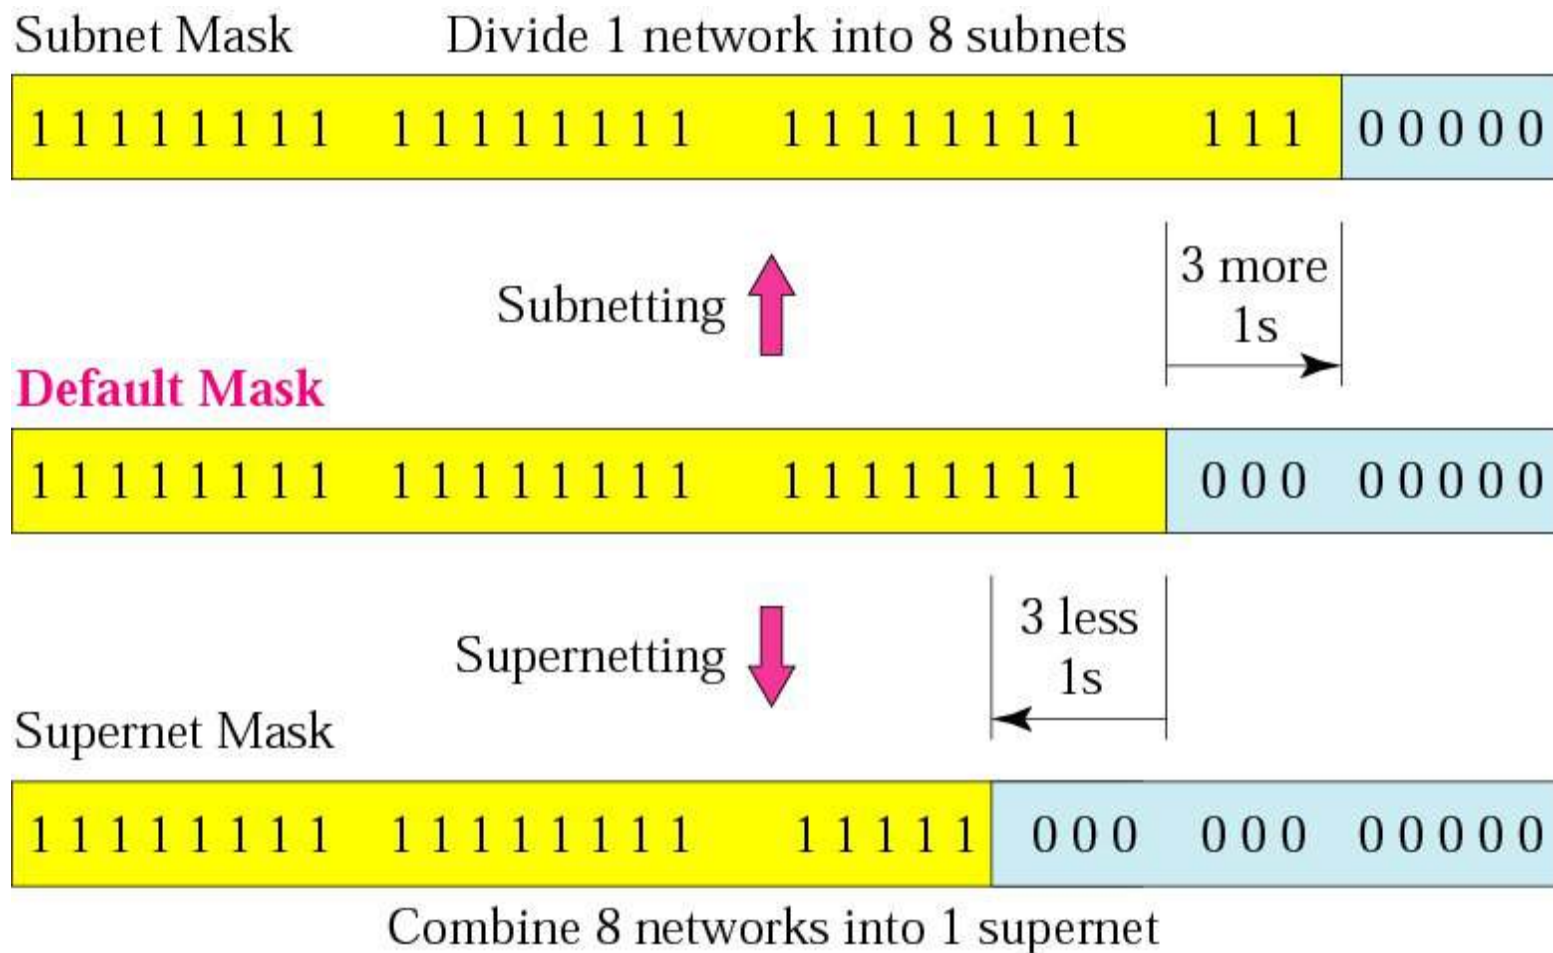 Subnet Mask Divide 1 network into 8 subnets
1 1 1 1 1 1 1 1 1 1 1 1 1 1 1 1 1 1 1 1 1 1 1 1 1 1 1 0 0 0 0 0
3 more
Subnetting
1s
Default Mask
1 1 1 1 1 1 1 1 1 1 1 1 1 1 1 1 1 1 1 1 1 1 1 1 0 0 0 0 0 0 0 0
3 less
Supernetting
1s
Supernet Mask
1 1 1 1 1 1 1 1 1 1 1 1 1 1 1 1 1 1 1 1 1 0 0 0 0 0 0 0 0 0 0 0
Combine 8 networks into 1 supernet